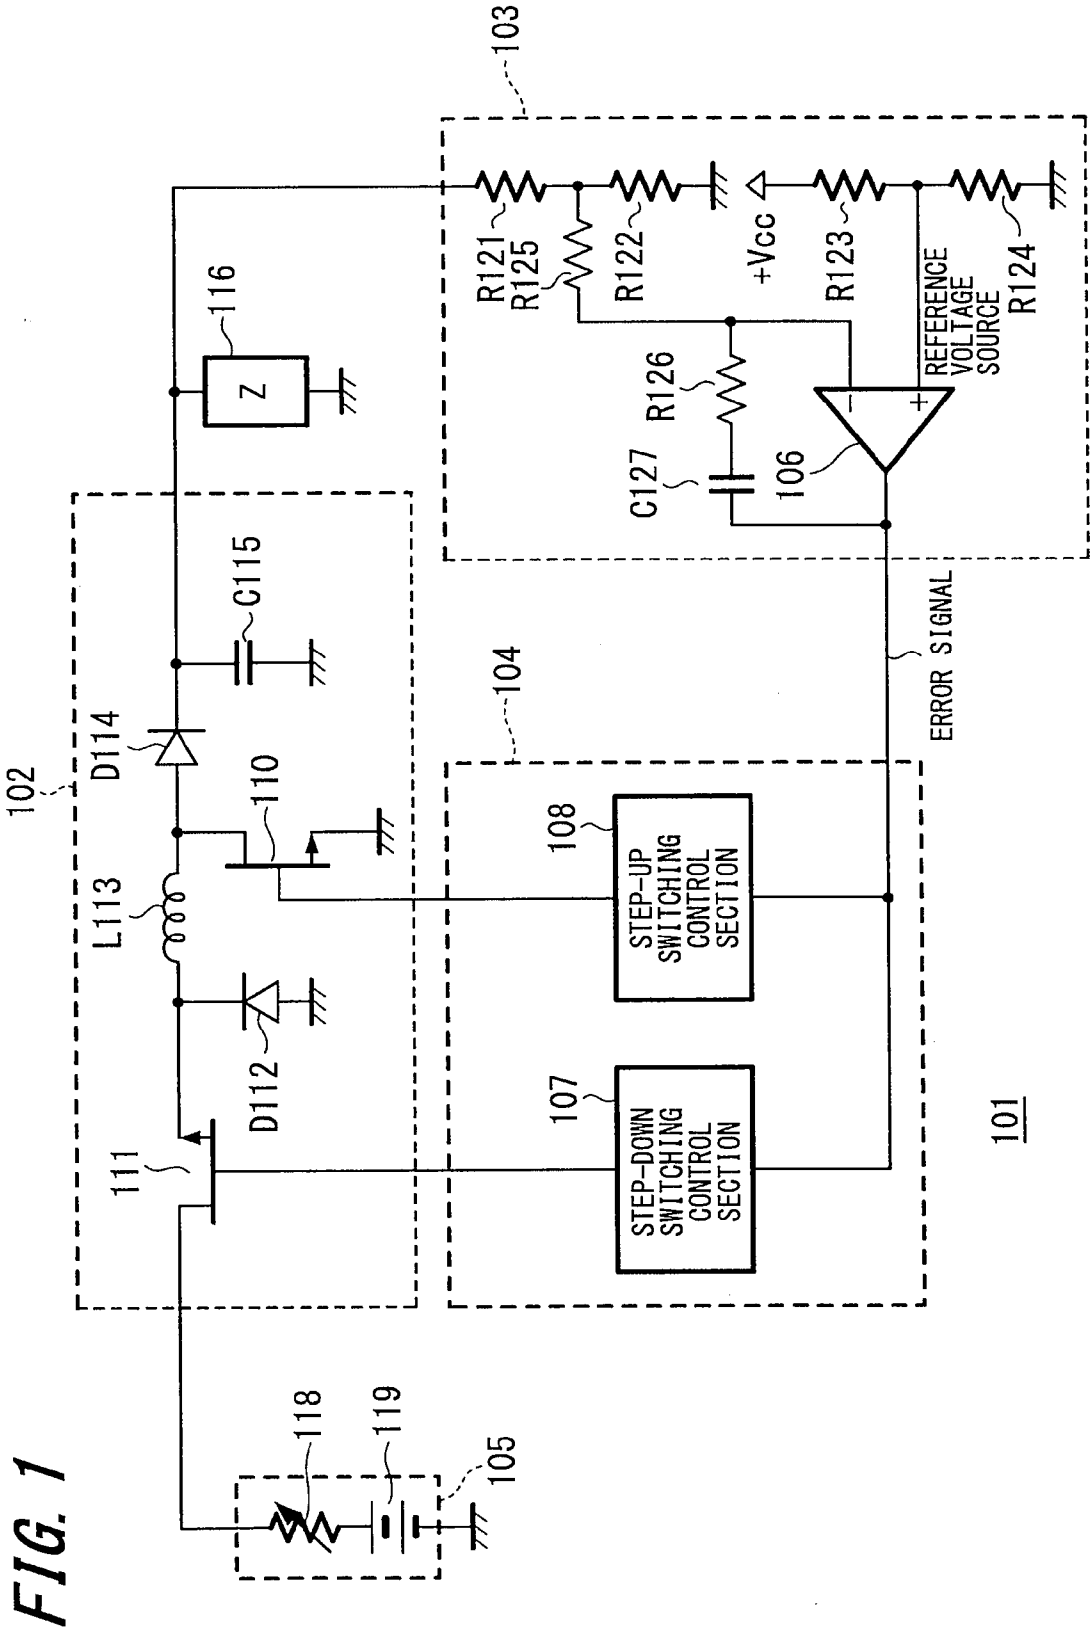 FIG. 1
102
L113
D114
111
110
D112
C115
116
Z
118
119
105
103
R121
R125
R122
+Vcc
R123
R124
REFERENCE
VOLTAGE
SOURCE
R126
C127
106
104
107
STEP-DOWN
SWITCHING
CONTROL
SECTION
108
STEP-UP
SWITCHING
CONTROL
SECTION
ERROR SIGNAL
−
+
101